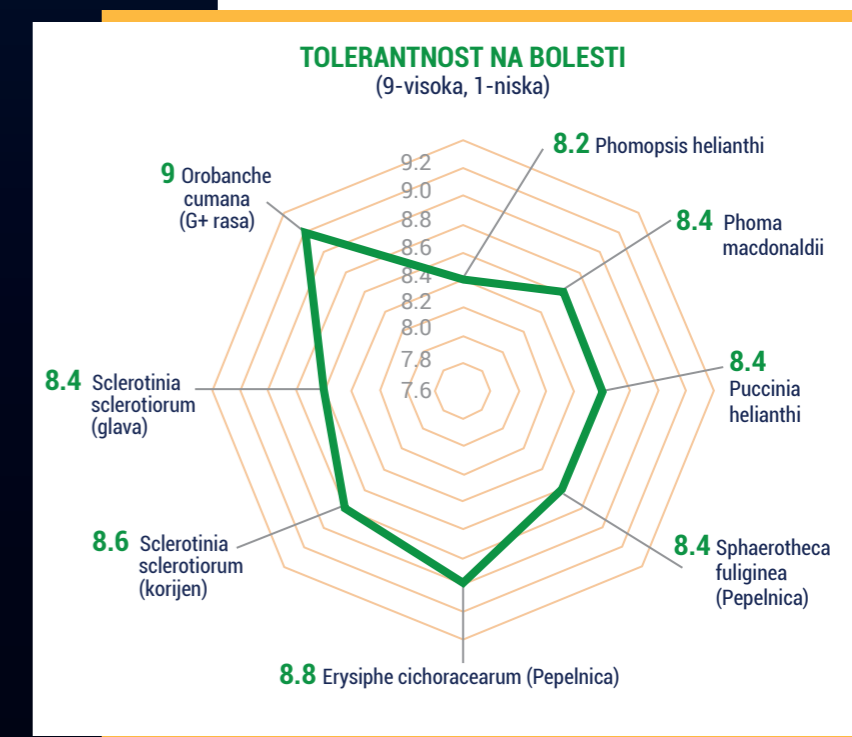 TOLERANTNOST NA BOLESTI
(9-visoka, 1-niska)
8.2 Phomopsis helianthi
9.2
9.0
8.8
8.6
8.4
8.2
8.0
7.8
7.6
9 Orobanche
cumana
(G+ rasa)
8.4 Phoma
macdonaldii
8.4
Puccinia
helianthi
8.4 Sclerotinia
sclerotiorum
(glava)
8.6 Sclerotinia
sclerotiorum
(korijen)
8.4 Sphaerotheca
fuliginea
(Pepelnica)
8.8 Erysiphe cichoracearum (Pepelnica)